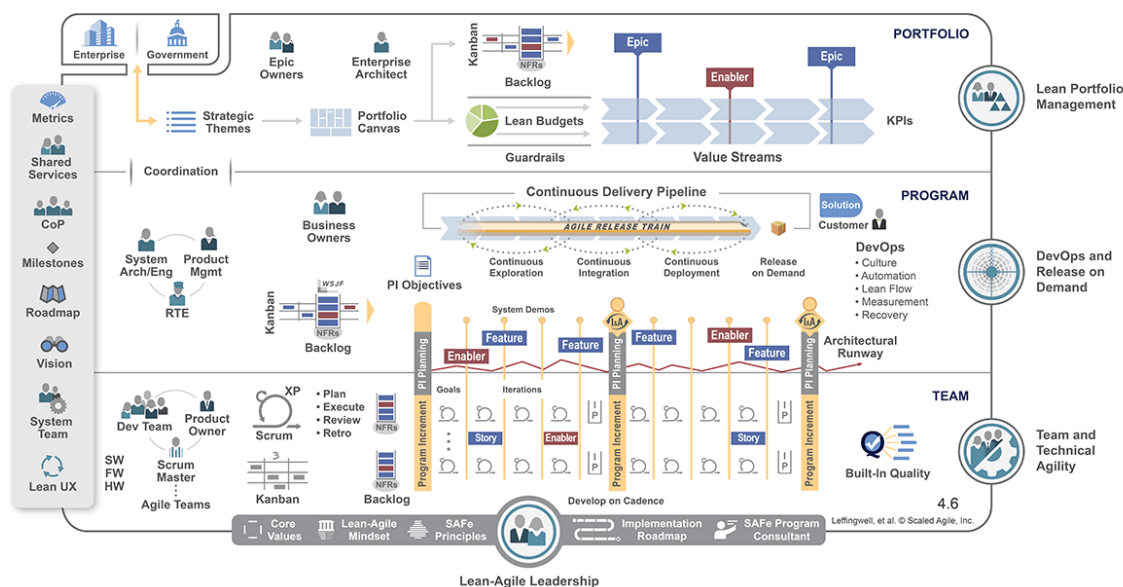 Enterprise
Government
Epic
Owners
Enterprise
Architect
Kanban
NFRs
Backlog
Epic
Enabler
Epic
PORTFOLIO
Lean Portfolio
Management
Strategic
Themes
Portfolio
Canvas
Lean Budgets
Guardrails
Value Streams
KPIs
Metrics
Shared
Services
CoP
Milestones
Roadmap
Vision
System
Team
Lean UX
Coordination
Business
Owners
Continuous Delivery Pipeline
AGILE RELEASE TRAIN
Continuous
Exploration
Continuous
Integration
Continuous
Deployment
Release
on Demand
PROGRAM
Solution
Customer
DevOps
• Culture
• Automation
• Lean Flow
• Measurement
• Recovery
DevOps and
Release on
Demand
System
Arch/Eng
Product
Mgmt
RTE
Kanban
WSJF
NFRs
Backlog
PI Objectives
System Demos
PI Planning
Enabler
Feature
Feature
I&A
PI Planning
Feature
Enabler
Feature
I&A
PI Planning
Architectural
Runway
TEAM
Dev Team
Product
Owner
Scrum
Master
Agile Teams
SW
FW
HW
XP
Scrum
• Plan
• Execute
• Review
• Retro
3
Kanban
NFRs
NFRs
Backlog
Program Increment
Goals
Iterations
Story
Enabler
I
P
I
P
Program Increment
Story
I
P
I
P
Program Increment
Develop on Cadence
Built-In Quality
Team and
Technical
Agility
4.6
Leffingwell, et al. © Scaled Agile, Inc.
Core
Values
Lean-Agile
Mindset
SAFe
Principles
Implementation
Roadmap
SAFe Program
Consultant
Lean-Agile Leadership